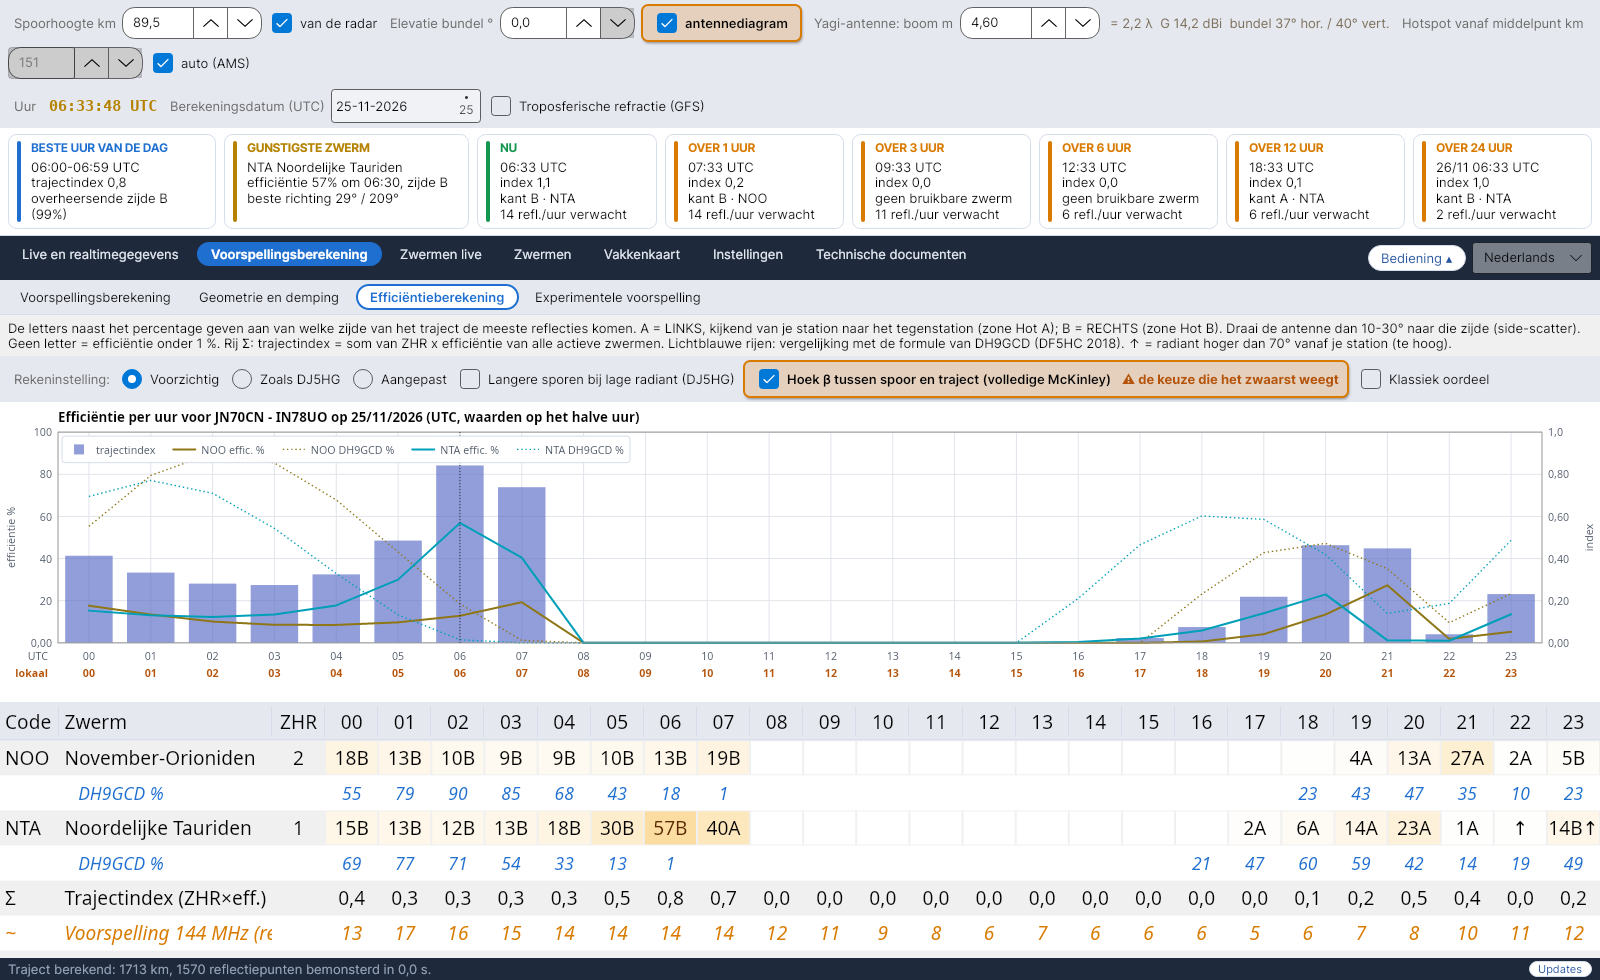 Spoorhoogte km 89,5 van de radar Elevatie bundel ° 0,0 antennediagram Yagi-antenne: boom m 4,60 = 2,2 λ G 14,2 dBi bundel 37° hor. / 40° vert. Hotspot vanaf middelpunt km
151 auto (AMS)
Uur 06:33:48 UTC Berekeningsdatum (UTC) 25-11-2026 25 Troposferische refractie (GFS)
BESTE UUR VAN DE DAG
06:00-06:59 UTC
trajectindex 0,8
overheersende zijde B
(99%)
GUNSTIGSTE ZWERM
NTA Noordelijke Tauriden
efficiëntie 57% om 06:30, zijde B
beste richting 29° / 209°
NU
06:33 UTC
index 1,1
kant B · NTA
14 refl./uur verwacht
OVER 1 UUR
07:33 UTC
index 0,2
kant B · NOO
14 refl./uur verwacht
OVER 3 UUR
09:33 UTC
index 0,0
geen bruikbare zwerm
11 refl./uur verwacht
OVER 6 UUR
12:33 UTC
index 0,0
geen bruikbare zwerm
6 refl./uur verwacht
OVER 12 UUR
18:33 UTC
index 0,1
kant A · NTA
6 refl./uur verwacht
OVER 24 UUR
26/11 06:33 UTC
index 1,0
kant B · NTA
2 refl./uur verwacht
Live en realtimegegevens Voorspellingsberekening Zwermen live Zwermen Vakkenkaart Instellingen Technische documenten Bediening ▴ Nederlands
Voorspellingsberekening Geometrie en demping Efficiëntieberekening Experimentele voorspelling
De letters naast het percentage geven aan van welke zijde van het traject de meeste reflecties komen. A = LINKS, kijkend van je station naar het tegenstation (zone Hot A); B = RECHTS (zone Hot B). Draai de antenne dan 10-30° naar die zijde (side-scatter).
Geen letter = efficiëntie onder 1 %. Rij Σ: trajectindex = som van ZHR x efficiëntie van alle actieve zwermen. Lichtblauwe rijen: vergelijking met de formule van DH9GCD (DF5HC 2018). ↑ = radiant hoger dan 70° vanaf je station (te hoog).
Rekeninstelling: Voorzichtig Zoals DJ5HG Aangepast Langere sporen bij lage radiant (DJ5HG) Hoek β tussen spoor en traject (volledige McKinley) ⚠ de keuze die het zwaarst weegt Klassiek oordeel
Efficiëntie per uur voor JN70CN - IN78UO op 25/11/2026 (UTC, waarden op het halve uur)
trajectindex NOO effic. % NOO DH9GCD % NTA effic. % NTA DH9GCD %
100 1,0
80 0,80
60 0,60
40 0,40
20 0,20
0,00 0,00
efficiëntie %
index
UTC 00 01 02 03 04 05 06 07 08 09 10 11 12 13 14 15 16 17 18 19 20 21 22 23
lokaal 00 01 02 03 04 05 06 07 08 09 10 11 12 13 14 15 16 17 18 19 20 21 22 23
Code Zwerm ZHR 00 01 02 03 04 05 06 07 08 09 10 11 12 13 14 15 16 17 18 19 20 21 22 23
NOO November-Orioniden 2 18B 13B 10B 9B 9B 10B 13B 19B 4A 13A 27A 2A 5B
DH9GCD % 55 79 90 85 68 43 18 1 23 43 47 35 10 23
NTA Noordelijke Tauriden 1 15B 13B 12B 13B 18B 30B 57B 40A 2A 6A 14A 23A 1A ↑ 14B↑
DH9GCD % 69 77 71 54 33 13 1 21 47 60 59 42 14 19 49
Σ Trajectindex (ZHR×eff.) 0,4 0,3 0,3 0,3 0,3 0,5 0,8 0,7 0,0 0,0 0,0 0,0 0,0 0,0 0,0 0,0 0,0 0,0 0,1 0,2 0,5 0,4 0,0 0,2
~ Voorspelling 144 MHz (re 13 17 16 15 14 14 14 14 12 11 9 8 6 7 6 6 6 5 6 7 8 10 11 12
Traject berekend: 1713 km, 1570 reflectiepunten bemonsterd in 0,0 s. Updates